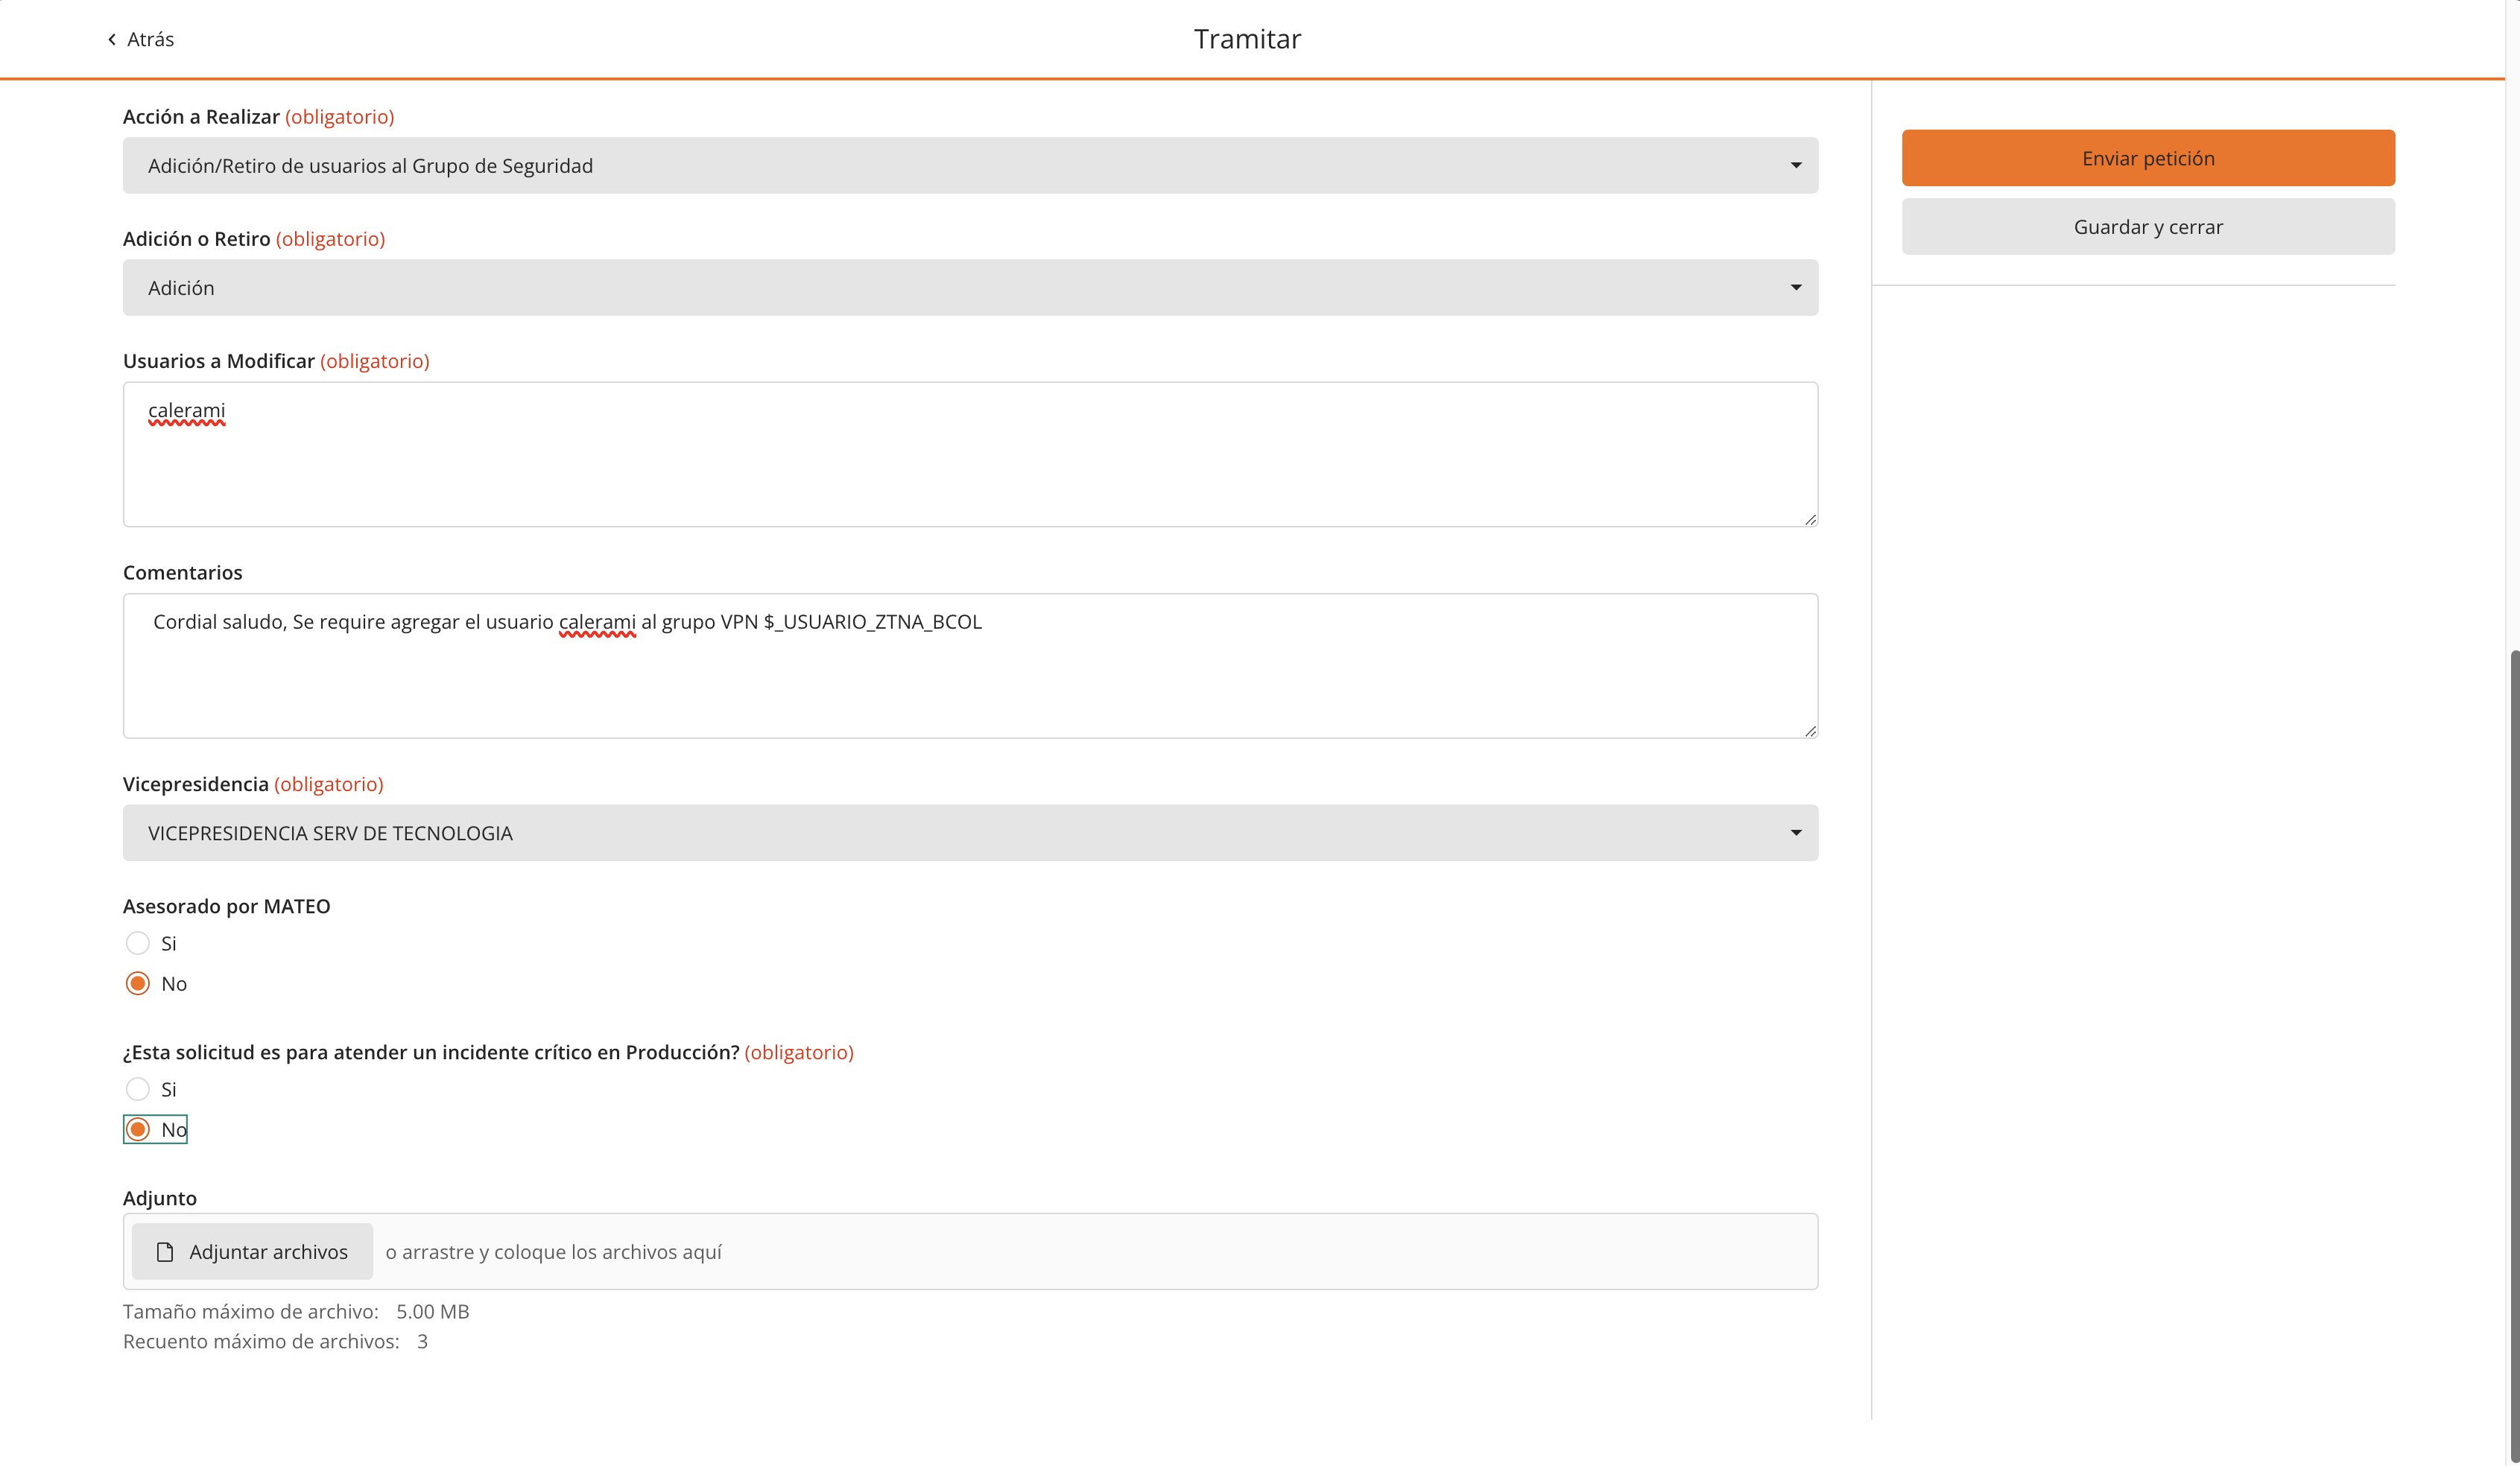 Atrás
Tramitar
Acción a Realizar (obligatorio)
Adición/Retiro de usuarios al Grupo de Seguridad
Adición o Retiro (obligatorio)
Adición
Usuarios a Modificar (obligatorio)
calerami
Comentarios
Cordial saludo, Se require agregar el usuario calerami al grupo VPN $_USUARIO_ZTNA_BCOL
Vicepresidencia (obligatorio)
VICEPRESIDENCIA SERV DE TECNOLOGIA
Asesorado por MATEO
Si
No
¿Esta solicitud es para atender un incidente crítico en Producción? (obligatorio)
Si
No
Adjunto
Adjuntar archivos o arrastre y coloque los archivos aquí
Tamaño máximo de archivo: 5.00 MB
Recuento máximo de archivos: 3
Enviar petición
Guardar y cerrar